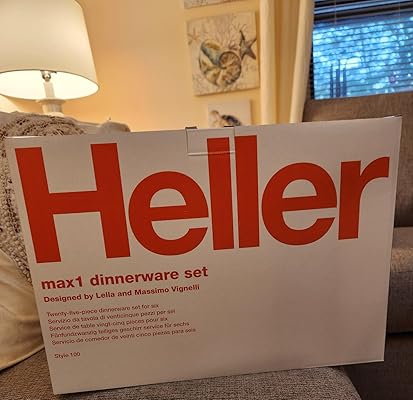 Heller
max1 dinnerware set
Designed by Lella and Massimo Vignelli
Twenty-five-piece dinnerware set for six
Servizio da tavola di venticinque pezzi per sei
Service de table vingt-cinq pièces pour six
Fünfundzwanzig teiliges geschirr service für sechs
Servicio de comedor de veinti cinco piezas para seis
Style 100